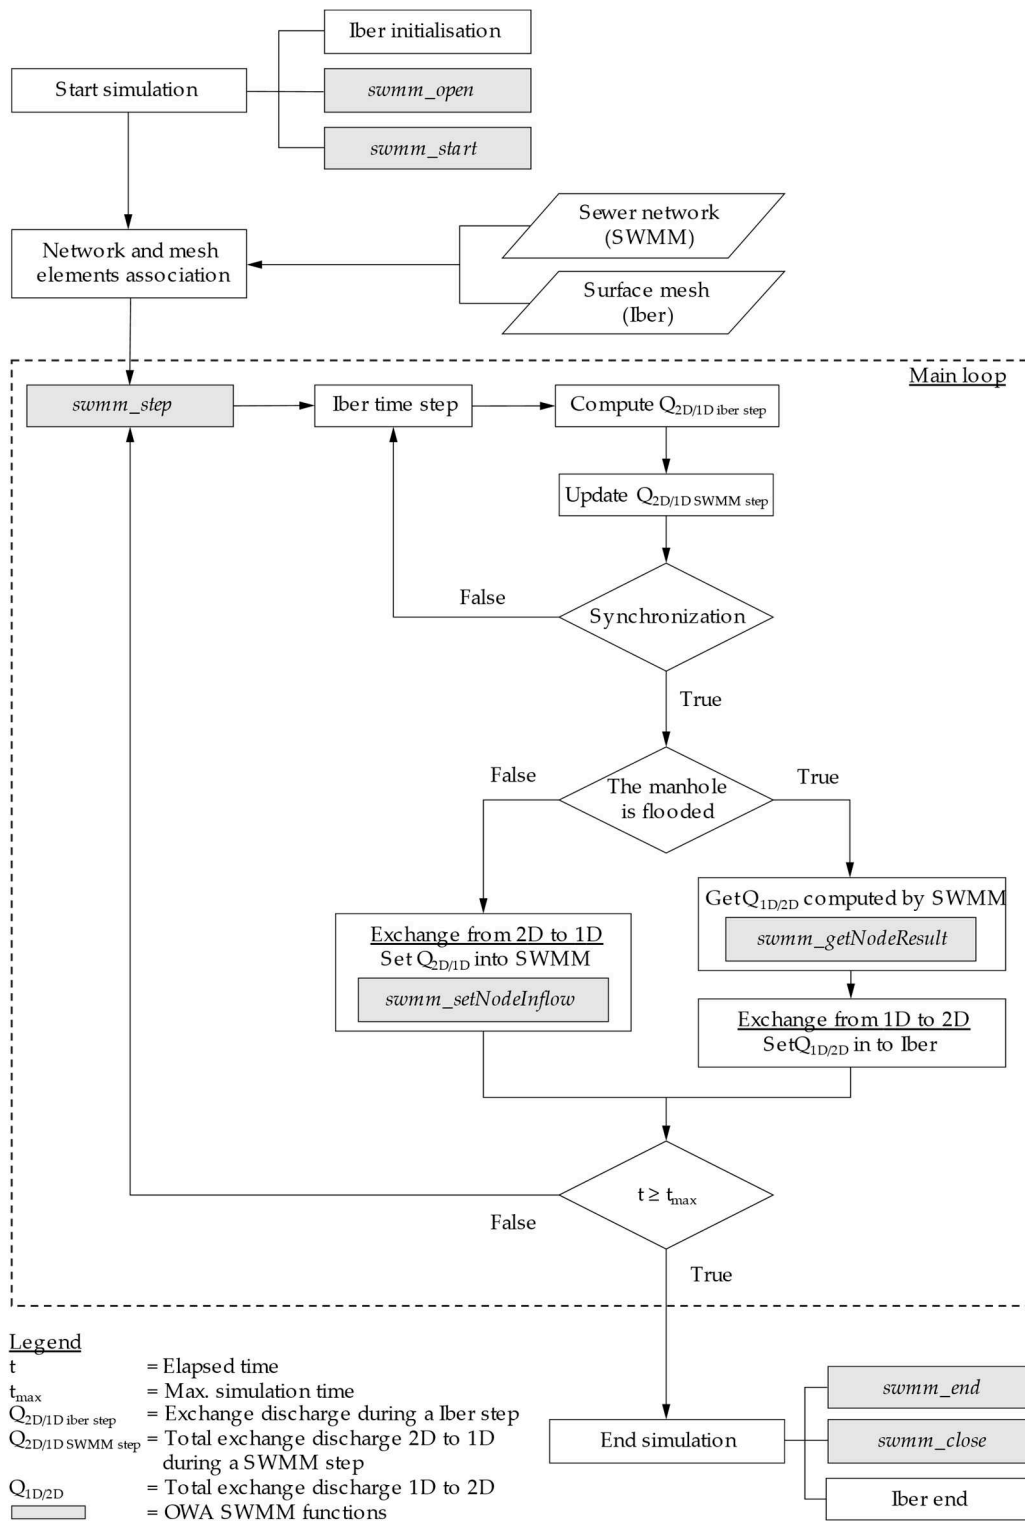 Iber initialisation
Start simulation
swmm_open
swmm_start
Sewer network
(SWMM)
Network and mesh
elements association
Surface mesh
(Iber)
Main loop
swmm_step
Iber time step
Compute Q2D/1D iber step
Update Q2D/1D SWMM step
False
Synchronization
True
False
True
The manhole
is flooded
GetQ1D/2D computed by SWMM
swmm_getNodeResult
Exchange from 2D to 1D
Set Q2D/1D into SWMM
swmm_setNodeInflow
Exchange from 1D to 2D
SetQ1D/2D in to Iber
t ≥ tmax
False
True
Legend
t = Elapsed time
tmax = Max. simulation time
Q2D/1D iber step = Exchange discharge during a Iber step
Q2D/1D SWMM step = Total exchange discharge 2D to 1D
during a SWMM step
Q1D/2D = Total exchange discharge 1D to 2D
= OWA SWMM functions
swmm_end
End simulation
swmm_close
Iber end